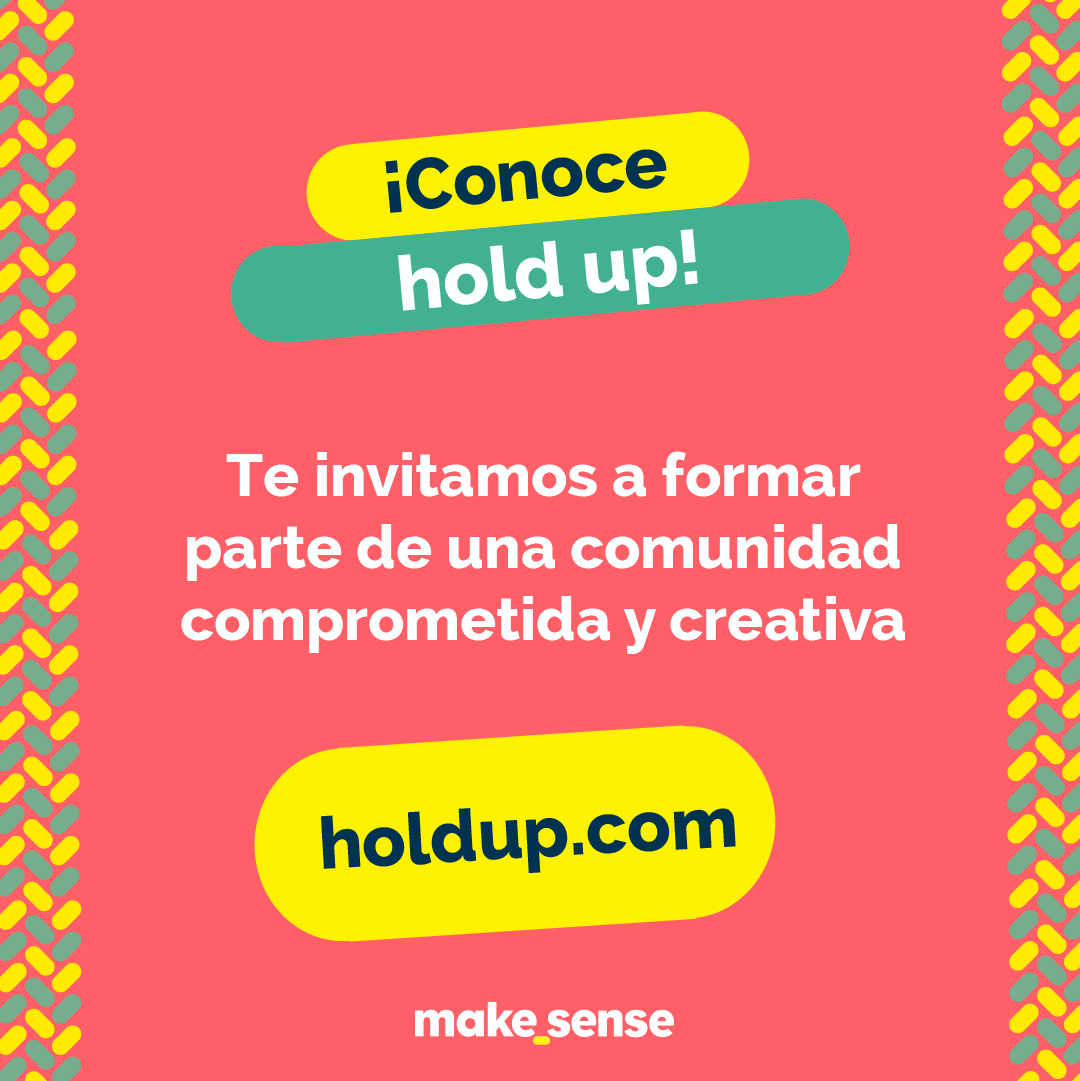 ¡Conoce
hold up!
Te invitamos a formar
parte de una comunidad
comprometida y creativa
holdup.com
make_sense